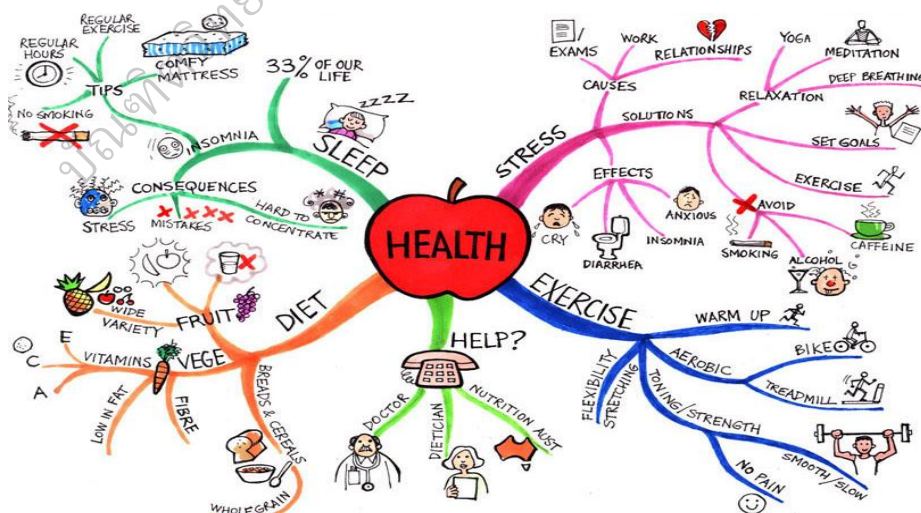 HEALTH
SLEEP
33% OF OUR
LIFE
zzzz
INSOMNIA
TIPS
REGULAR
HOURS
REGULAR
EXERCISE
COMFY
MATTRESS
NO SMOKING
CONSEQUENCES
STRESS
MISTAKES
HARD TO
CONCENTRATE
STRESS
CAUSES
EXAMS
WORK
RELATIONSHIPS
SOLUTIONS
RELAXATION
YOGA
MEDITATION
DEEP BREATHING
SET GOALS
EXERCISE
AVOID
SMOKING
ALCOHOL
CAFFEINE
EFFECTS
CRY
DIARRHEA
INSOMNIA
ANXIOUS
DIET
FRUIT
WIDE
VARIETY
VEGE
VITAMINS
E
C
A
LOW IN FAT
FIBRE
BREADS & CEREALS
WHOLEGRAIN
HELP?
DOCTOR
DIETICIAN
NUTRITION AUST
EXERCISE
WARM UP
AEROBIC
BIKE
TREADMILL
TONING/STRENGTH
SMOOTH/SLOW
NO PAIN
FLEXIBILITY
STRETCHING